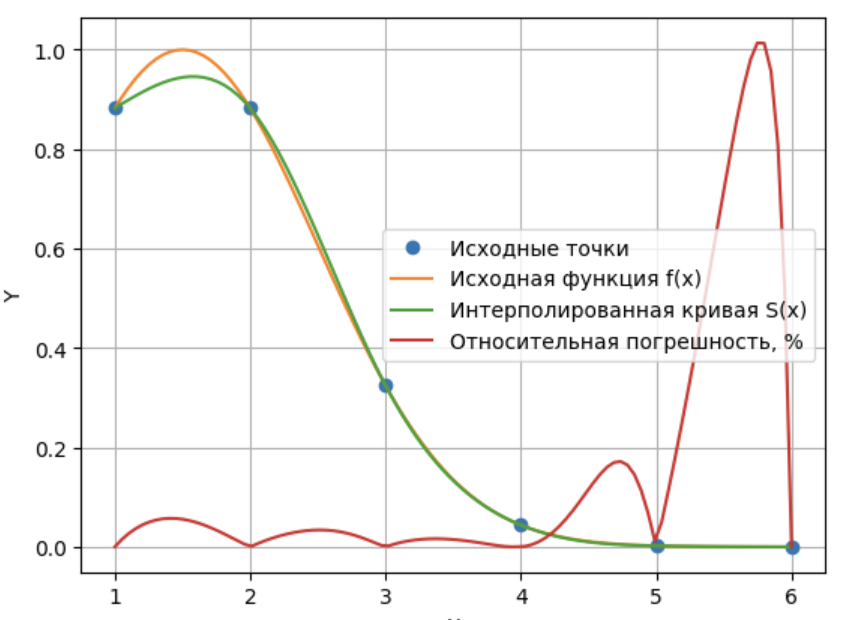 1.0
0.8
0.6
0.4
0.2
0.0
Y
Исходные точки
Исходная функция f(x)
Интерполированная кривая S(x)
Относительная погрешность, %
1 2 3 4 5 6